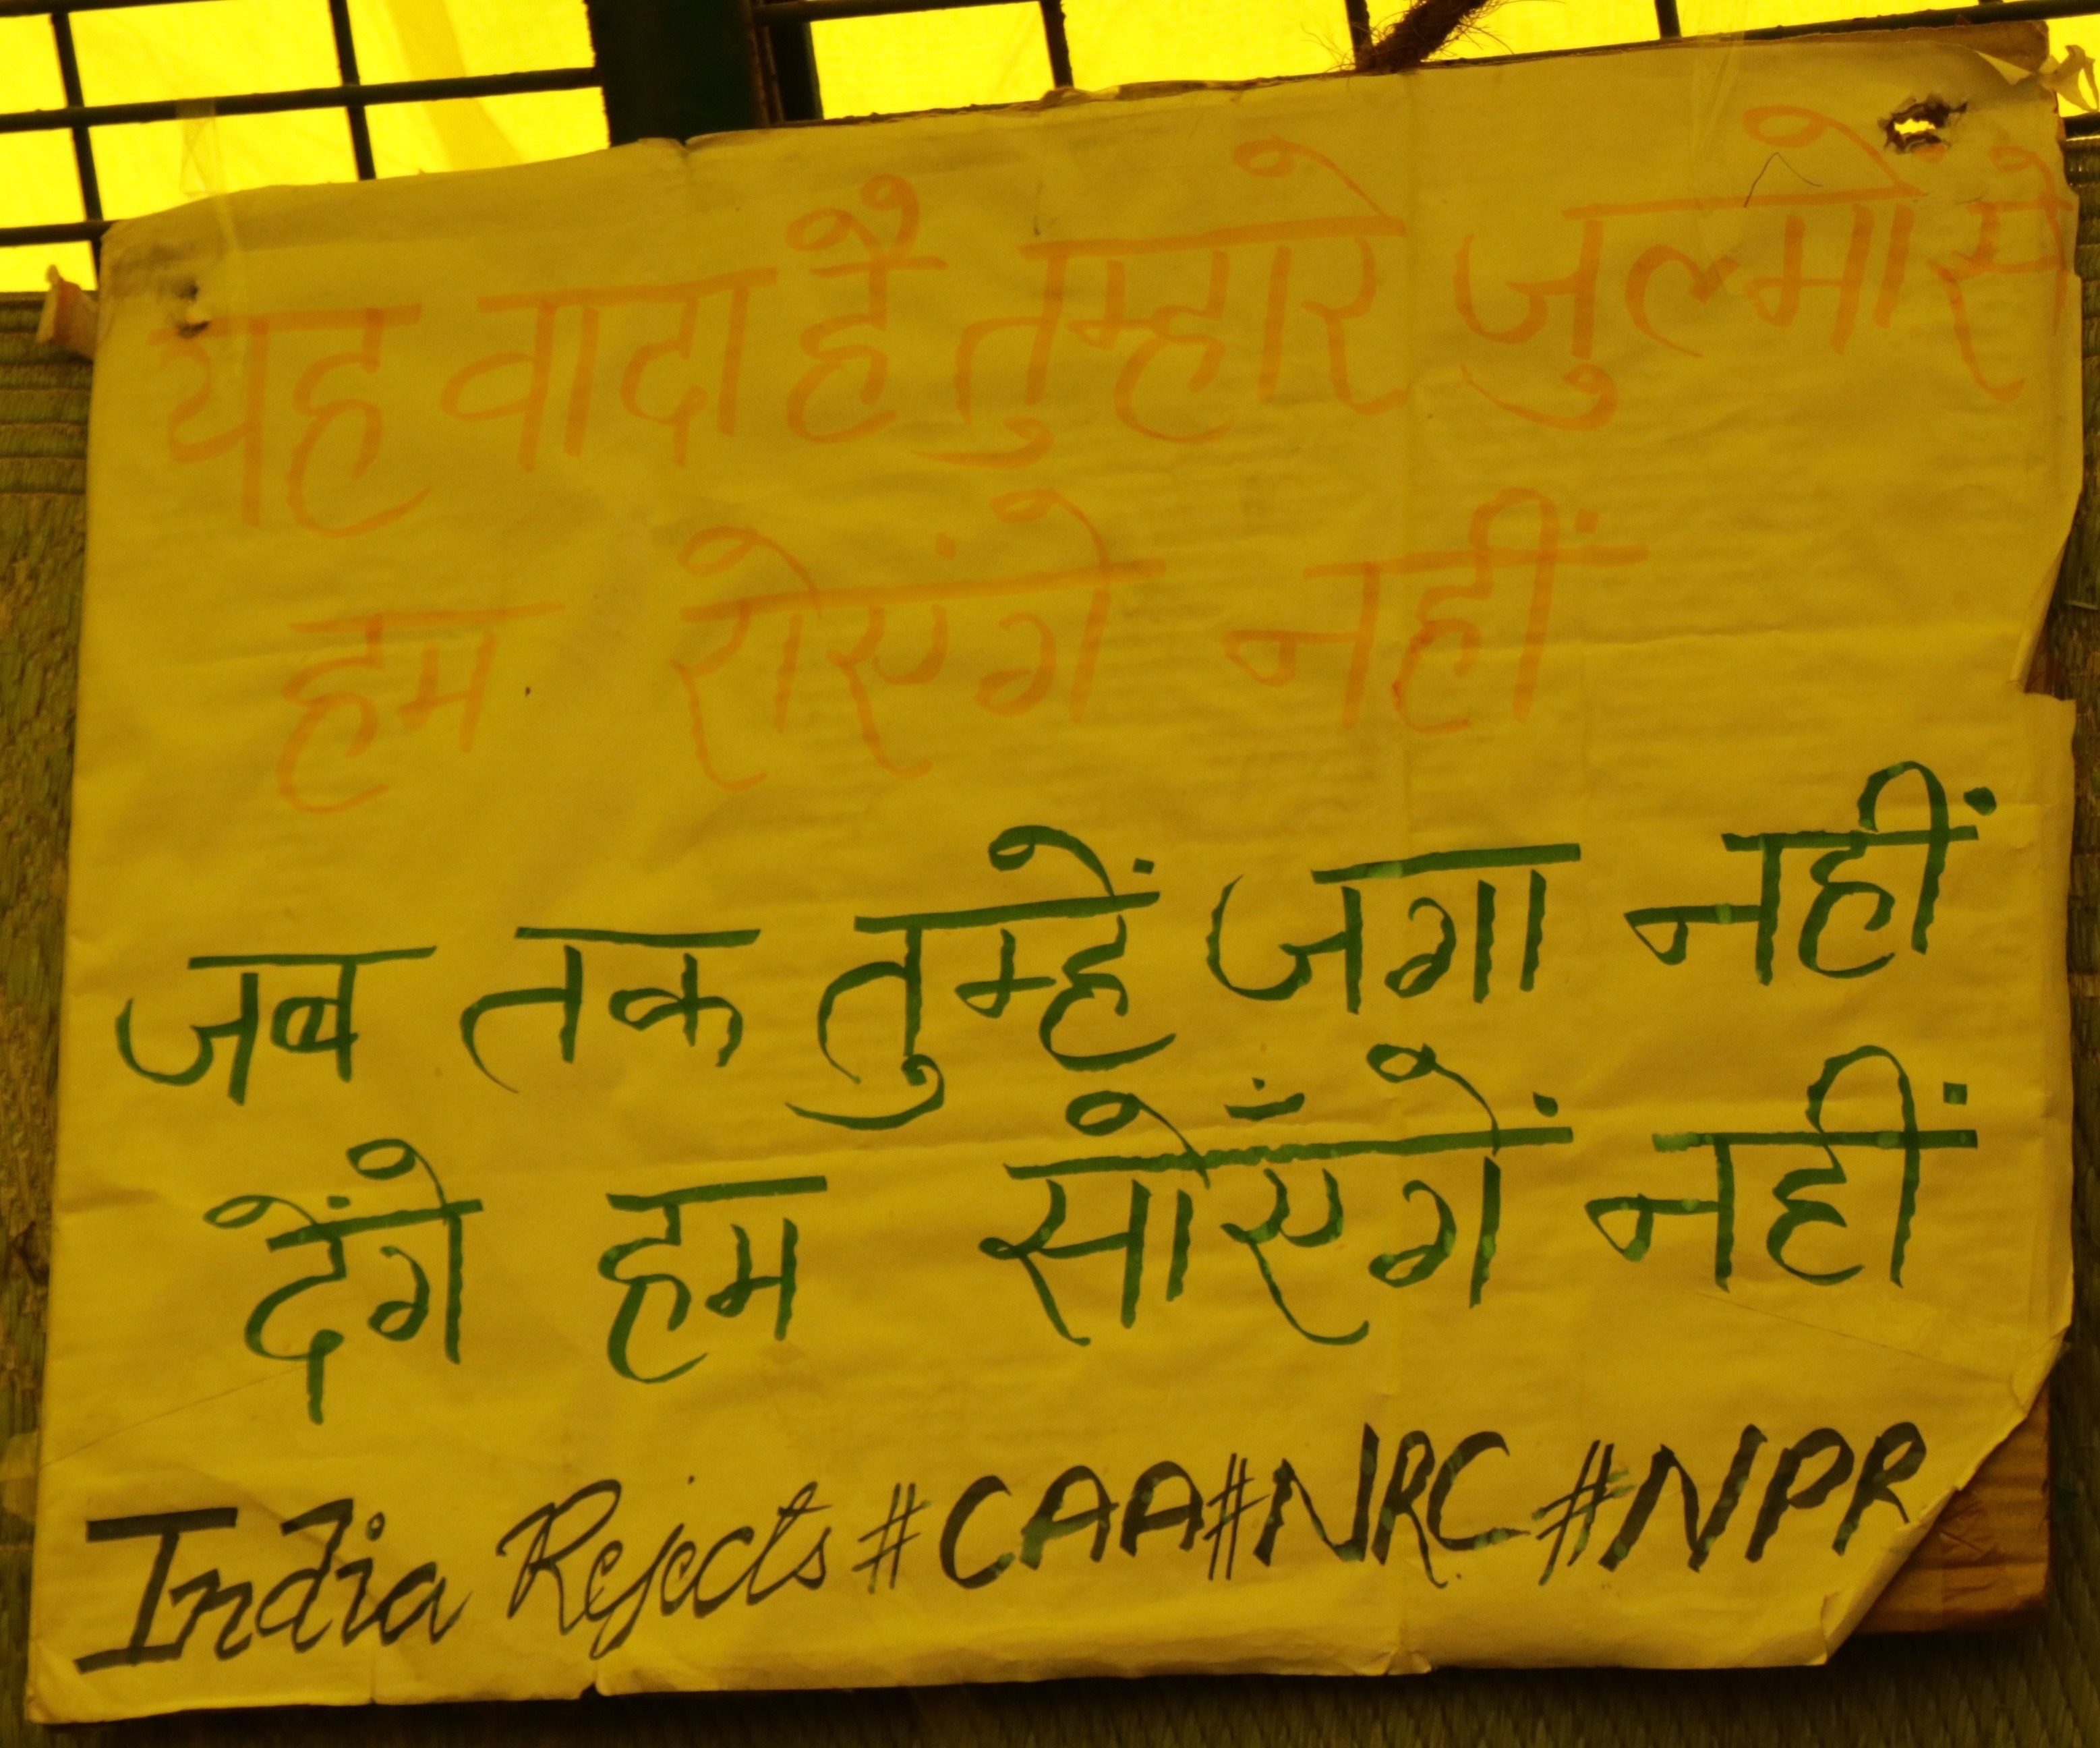 यह वादा है तुम्हारे जुल्मो से
हम रोएंगे नहीं
जब तक तुम्हें जगा नहीं
देंगे हम सोएंगें नहीं
India Rejects #CAA#NRC #NPR